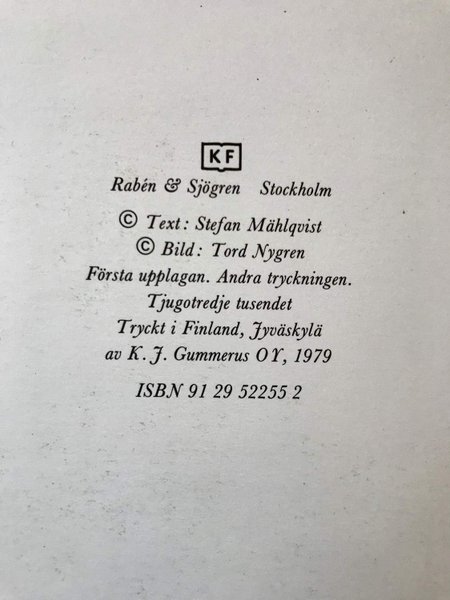 KF
Rabén & Sjögren Stockholm
© Text: Stefan Mählqvist
© Bild: Tord Nygren
Första upplagan. Andra tryckningen.
Tjugotredje tusendet
Tryckt i Finland, Jyväskylä
av K. J. Gummerus OY, 1979
ISBN 91 29 52255 2